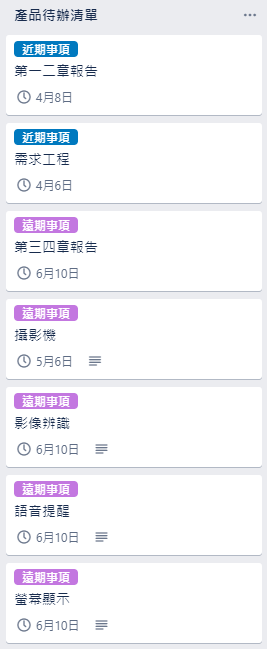 產品待辦清單
近期事項
第一二章報告
4月8日
近期事項
需求工程
4月6日
遠期事項
第三四章報告
6月10日
遠期事項
攝影機
5月6日
遠期事項
影像辨識
6月10日
遠期事項
語音提醒
6月10日
遠期事項
螢幕顯示
6月10日